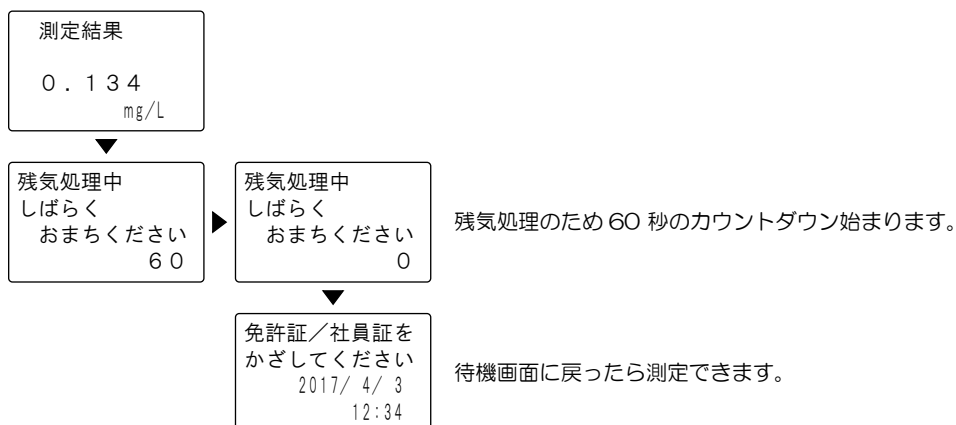 測定結果
０．１３４
mg/L
残気処理中
しばらく
おまちください
６０
残気処理中
しばらく
おまちください
０
残気処理のため 60 秒のカウントダウン始まります。
免許証／社員証を
かざしてください
2017/ 4/ 3
12:34
待機画面に戻ったら測定できます。